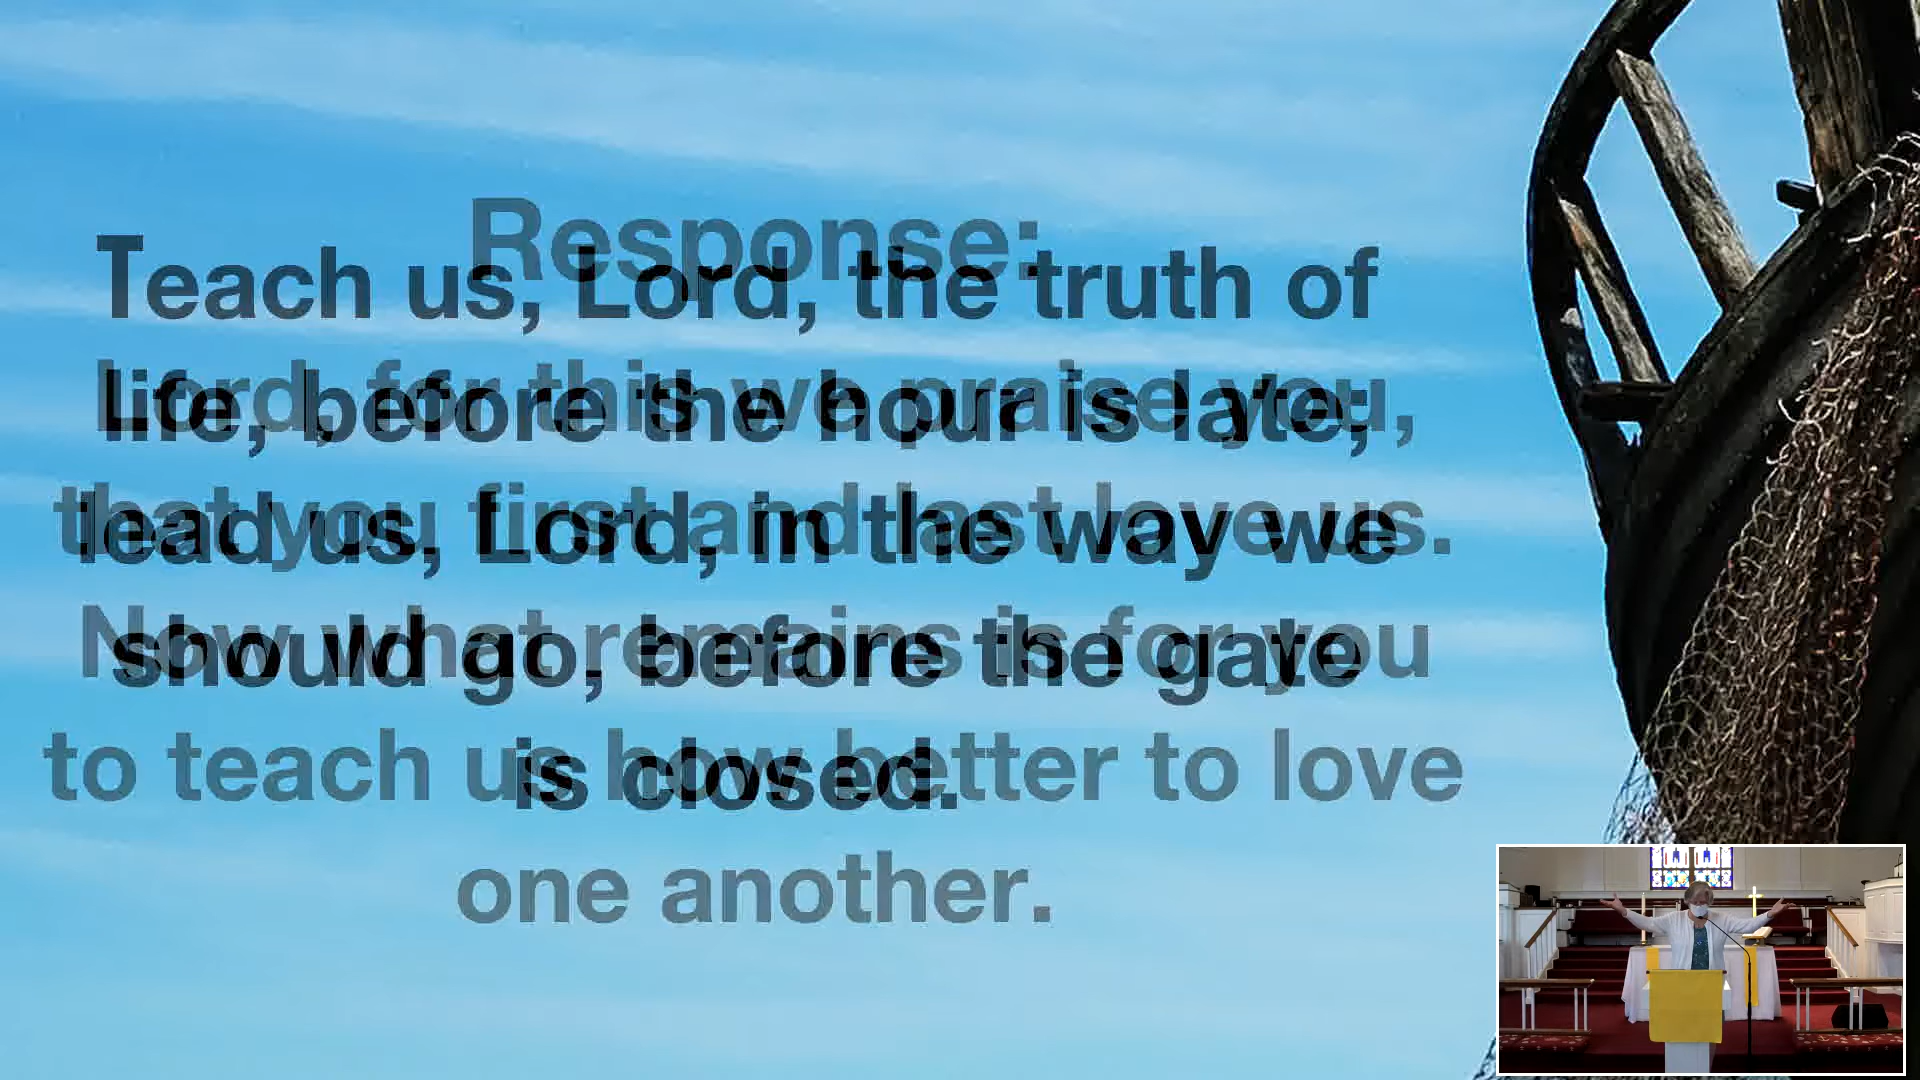 Teach us, Lord, the truth of
life, before the hour is late;
lead us, Lord, in the way we
should go, before the gate
is closed.
Response:
Lord, for this we praise you,
that you first and last love us.
Now what remains is for you
to teach us how better to love
one another.